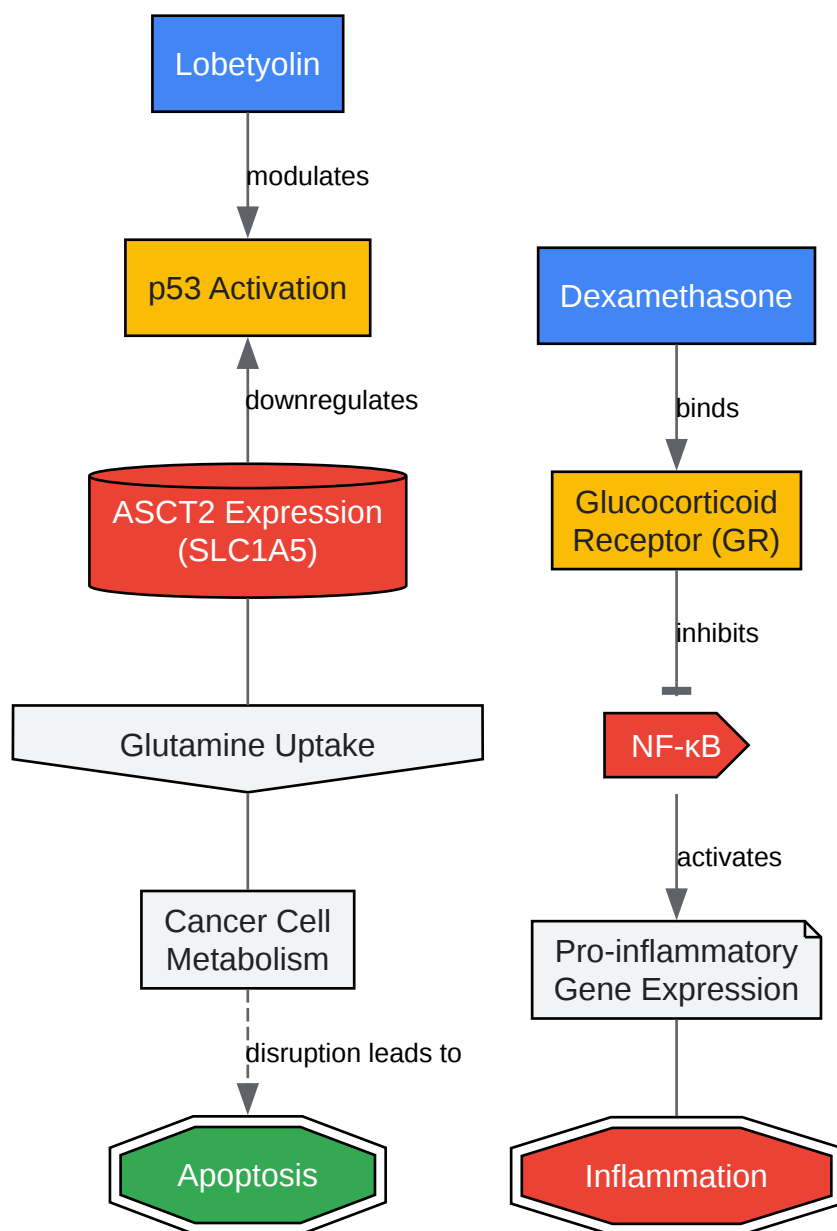 Lobetyolin
modulates
p53 Activation
downregulates
ASCT2 Expression
(SLC1A5)
Glutamine Uptake
Cancer Cell
Metabolism
disruption leads to
Apoptosis
Dexamethasone
binds
Glucocorticoid
Receptor (GR)
inhibits
NF-κB
activates
Pro-inflammatory
Gene Expression
Inflammation